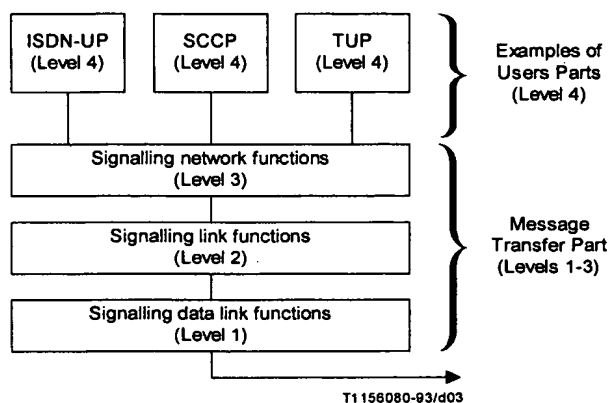 ISDN-UP
(Level 4)
SCCP
(Level 4)
TUP
(Level 4)
Examples of
Users Parts
(Level 4)
Signalling network functions
(Level 3)
Signalling link functions
(Level 2)
Signalling data link functions
(Level 1)
Message
Transfer Part
(Levels 1-3)
T1156080-93/d03